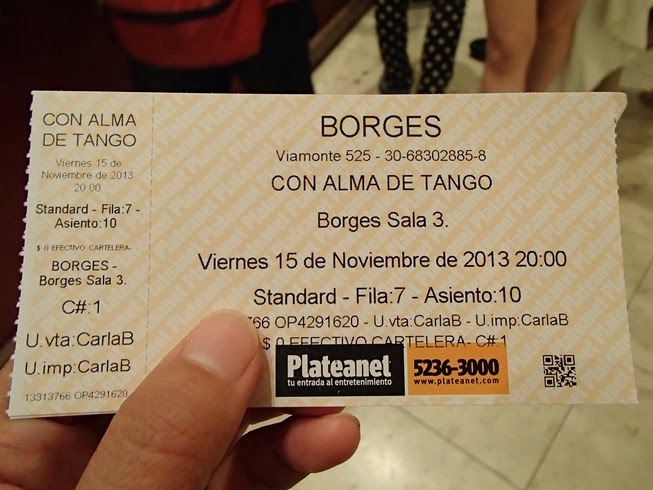 CON ALMA
DE TANGO
Viernes 15 de
Noviembre de 2013
20:00
Standard - Fila:7 -
Asiento:10
$ 0 EFECTIVO CARTELERA-
BORGES -
Borges Sala 3.
C#:1
U.vta:CarlaB
U.imp:CarlaB
13313766 OP4291620
BORGES
Viamonte 525 - 30-68302885-8
CON ALMA DE TANGO
Borges Sala 3.
Viernes 15 de Noviembre de 2013 20:00
Standard - Fila:7 - Asiento:10
3766 OP4291620 - U.vta:CarlaB - U.imp:CarlaB
$ 0 EFECTIVO CARTELERA- C#:1
Plateanet
tu entrada al entretenimiento
5236-3000
www.plateanet.com